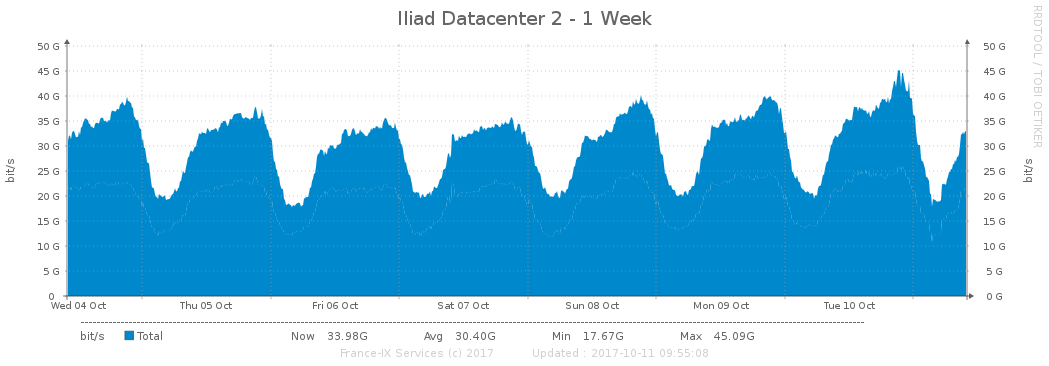 Iliad Datacenter 2 - 1 Week
RRDTOOL / TOBI OETIKER
50 G 50 G
45 G 45 G
40 G 40 G
35 G 35 G
30 G 30 G
25 G 25 G
20 G 20 G
15 G 15 G
10 G 10 G
5 G 5 G
0 0 G
bit/s bit/s
Wed 04 Oct Thu 05 Oct Fri 06 Oct Sat 07 Oct Sun 08 Oct Mon 09 Oct Tue 10 Oct
bit/s Total Now 33.98G Avg 30.40G Min 17.67G Max 45.09G
France-IX Services (c) 2017 Updated : 2017-10-11 09:55:08